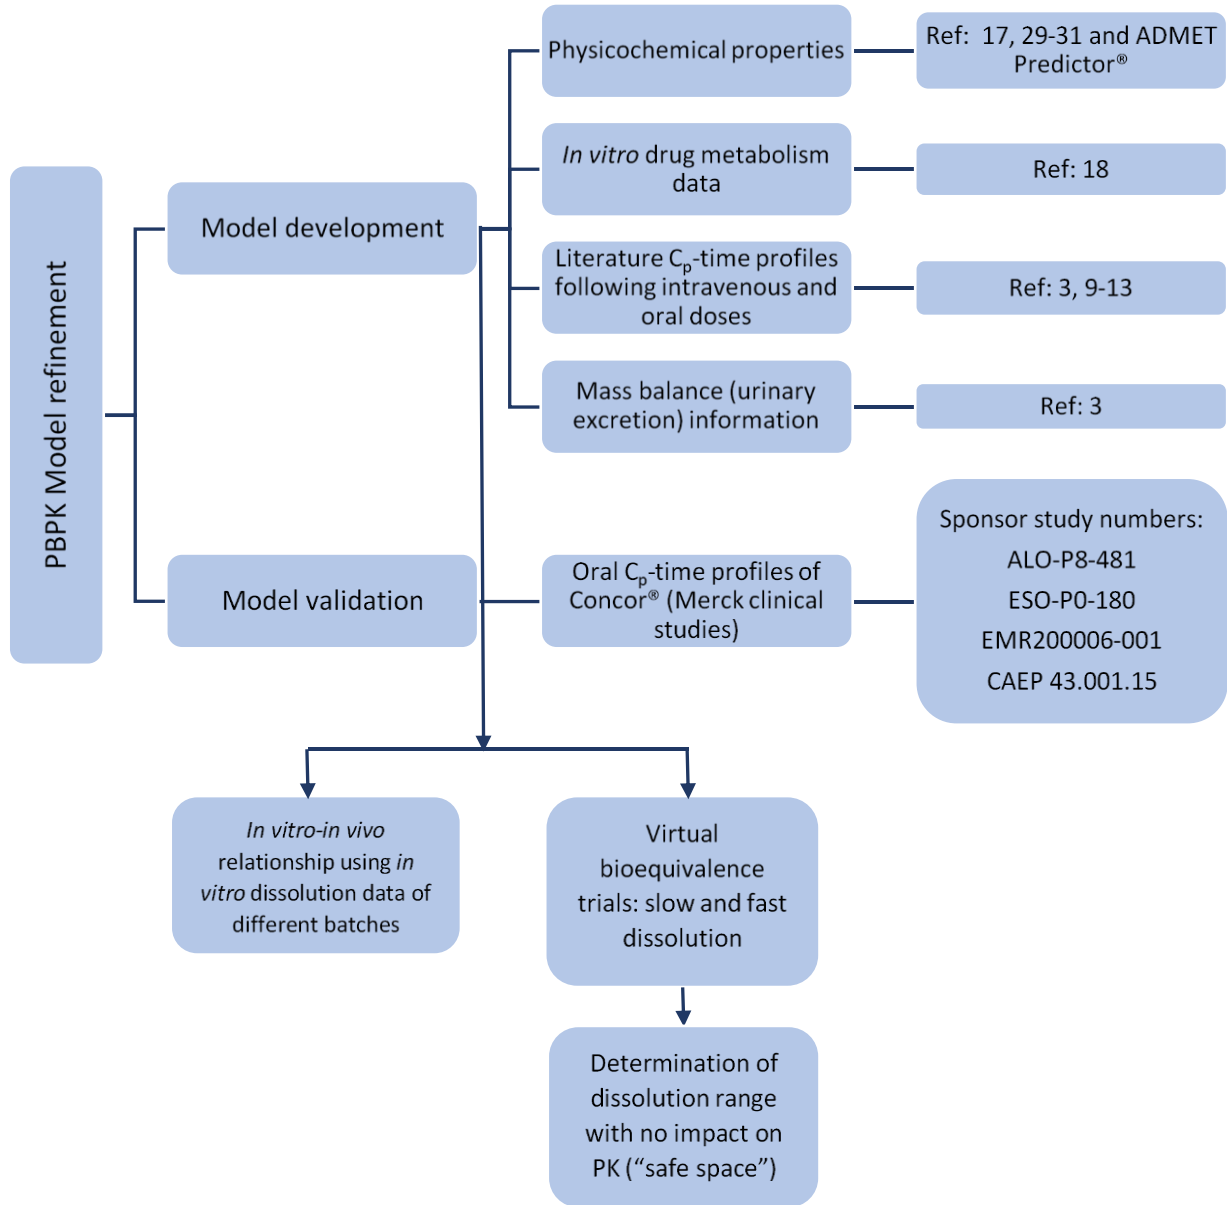 PBPK Model refinement
Model development
Physicochemical properties
Ref:  17, 29-31 and ADMET
Predictor®
In vitro drug metabolism
data
Ref: 18
Literature Cp-time profiles
following intravenous and
oral doses
Ref: 3, 9-13
Mass balance (urinary
excretion) information
Ref: 3
Model validation
Oral Cp-time profiles of
Concor® (Merck clinical
studies)
Sponsor study numbers:
ALO-P8-481
ESO-P0-180
EMR200006-001
CAEP 43.001.15
In vitro-in vivo
relationship using in
vitro dissolution data of
different batches
Virtual
bioequivalence
trials: slow and fast
dissolution
Determination of
dissolution range
with no impact on
PK (“safe space”)